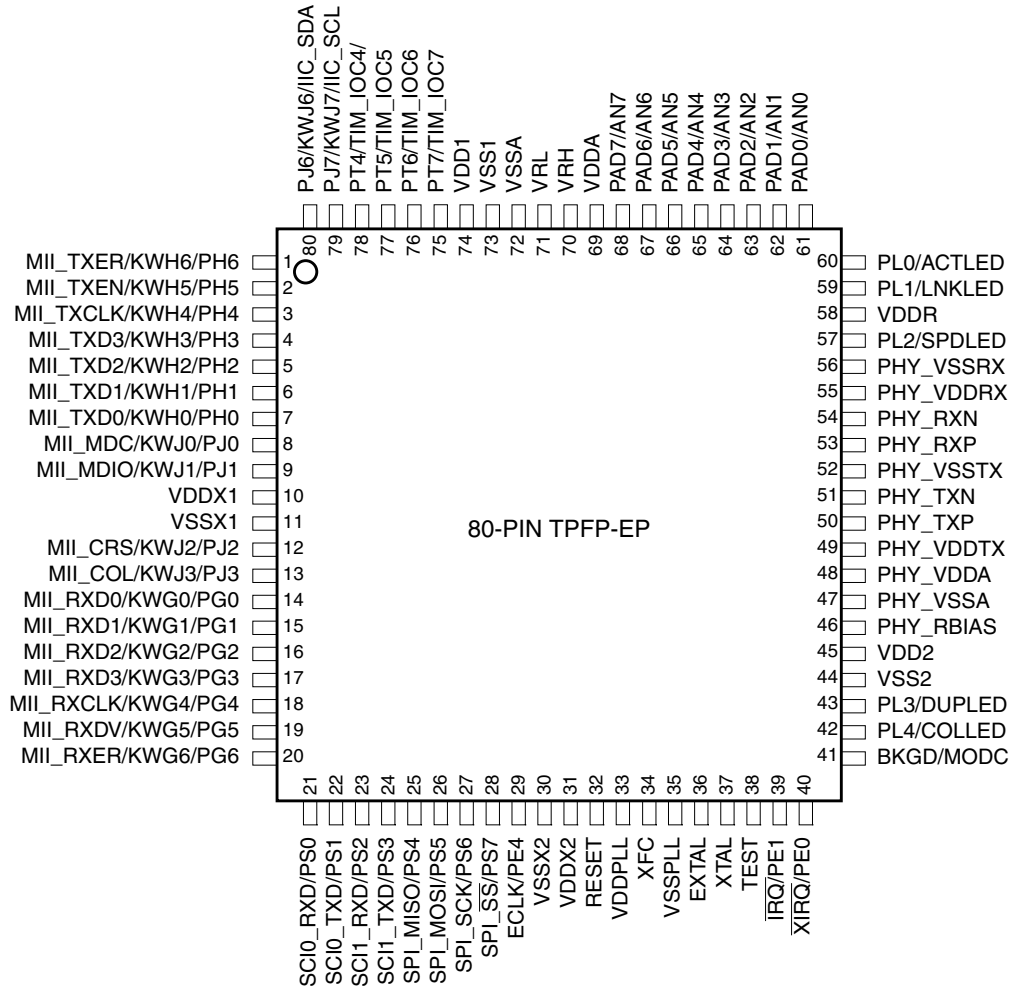 PJ6/KWJ6/IIC_SDA
PJ7/KWJ7/IIC_SCL
PT4/TIM_IOC4/
PT5/TIM_IOC5
PT6/TIM_IOC6
PT7/TIM_IOC7
VDD1
VSS1
VSSA
VRL
VRH
VDDA
PAD7/AN7
PAD6/AN6
PAD5/AN5
PAD4/AN4
PAD3/AN3
PAD2/AN2
PAD1/AN1
PAD0/AN0
80
79
78
77
76
75
74
73
72
71
70
69
68
67
66
65
64
63
62
61
MII_TXER/KWH6/PH6 1
MII_TXEN/KWH5/PH5 2
MII_TXCLK/KWH4/PH4 3
MII_TXD3/KWH3/PH3 4
MII_TXD2/KWH2/PH2 5
MII_TXD1/KWH1/PH1 6
MII_TXD0/KWH0/PH0 7
MII_MDC/KWJ0/PJ0 8
MII_MDIO/KWJ1/PJ1 9
VDDX1 10
VSSX1 11
MII_CRS/KWJ2/PJ2 12
MII_COL/KWJ3/PJ3 13
MII_RXD0/KWG0/PG0 14
MII_RXD1/KWG1/PG1 15
MII_RXD2/KWG2/PG2 16
MII_RXD3/KWG3/PG3 17
MII_RXCLK/KWG4/PG4 18
MII_RXDV/KWG5/PG5 19
MII_RXER/KWG6/PG6 20
80-PIN TPFP-EP
60 PL0/ACTLED
59 PL1/LNKLED
58 VDDR
57 PL2/SPDLED
56 PHY_VSSRX
55 PHY_VDDRX
54 PHY_RXN
53 PHY_RXP
52 PHY_VSSTX
51 PHY_TXN
50 PHY_TXP
49 PHY_VDDTX
48 PHY_VDDA
47 PHY_VSSA
46 PHY_RBIAS
45 VDD2
44 VSS2
43 PL3/DUPLED
42 PL4/COLLED
41 BKGD/MODC
21
22
23
24
25
26
27
28
29
30
31
32
33
34
35
36
37
38
39
40
SCI0_RXD/PS0
SCI0_TXD/PS1
SCI1_RXD/PS2
SCI1_TXD/PS3
SPI_MISO/PS4
SPI_MOSI/PS5
SPI_SCK/PS6
SPI_SS/PS7
ECLK/PE4
VSSX2
VDDX2
RESET
VDDPLL
XFC
VSSPLL
EXTAL
XTAL
TEST
IRQ/PE1
XIRQ/PE0